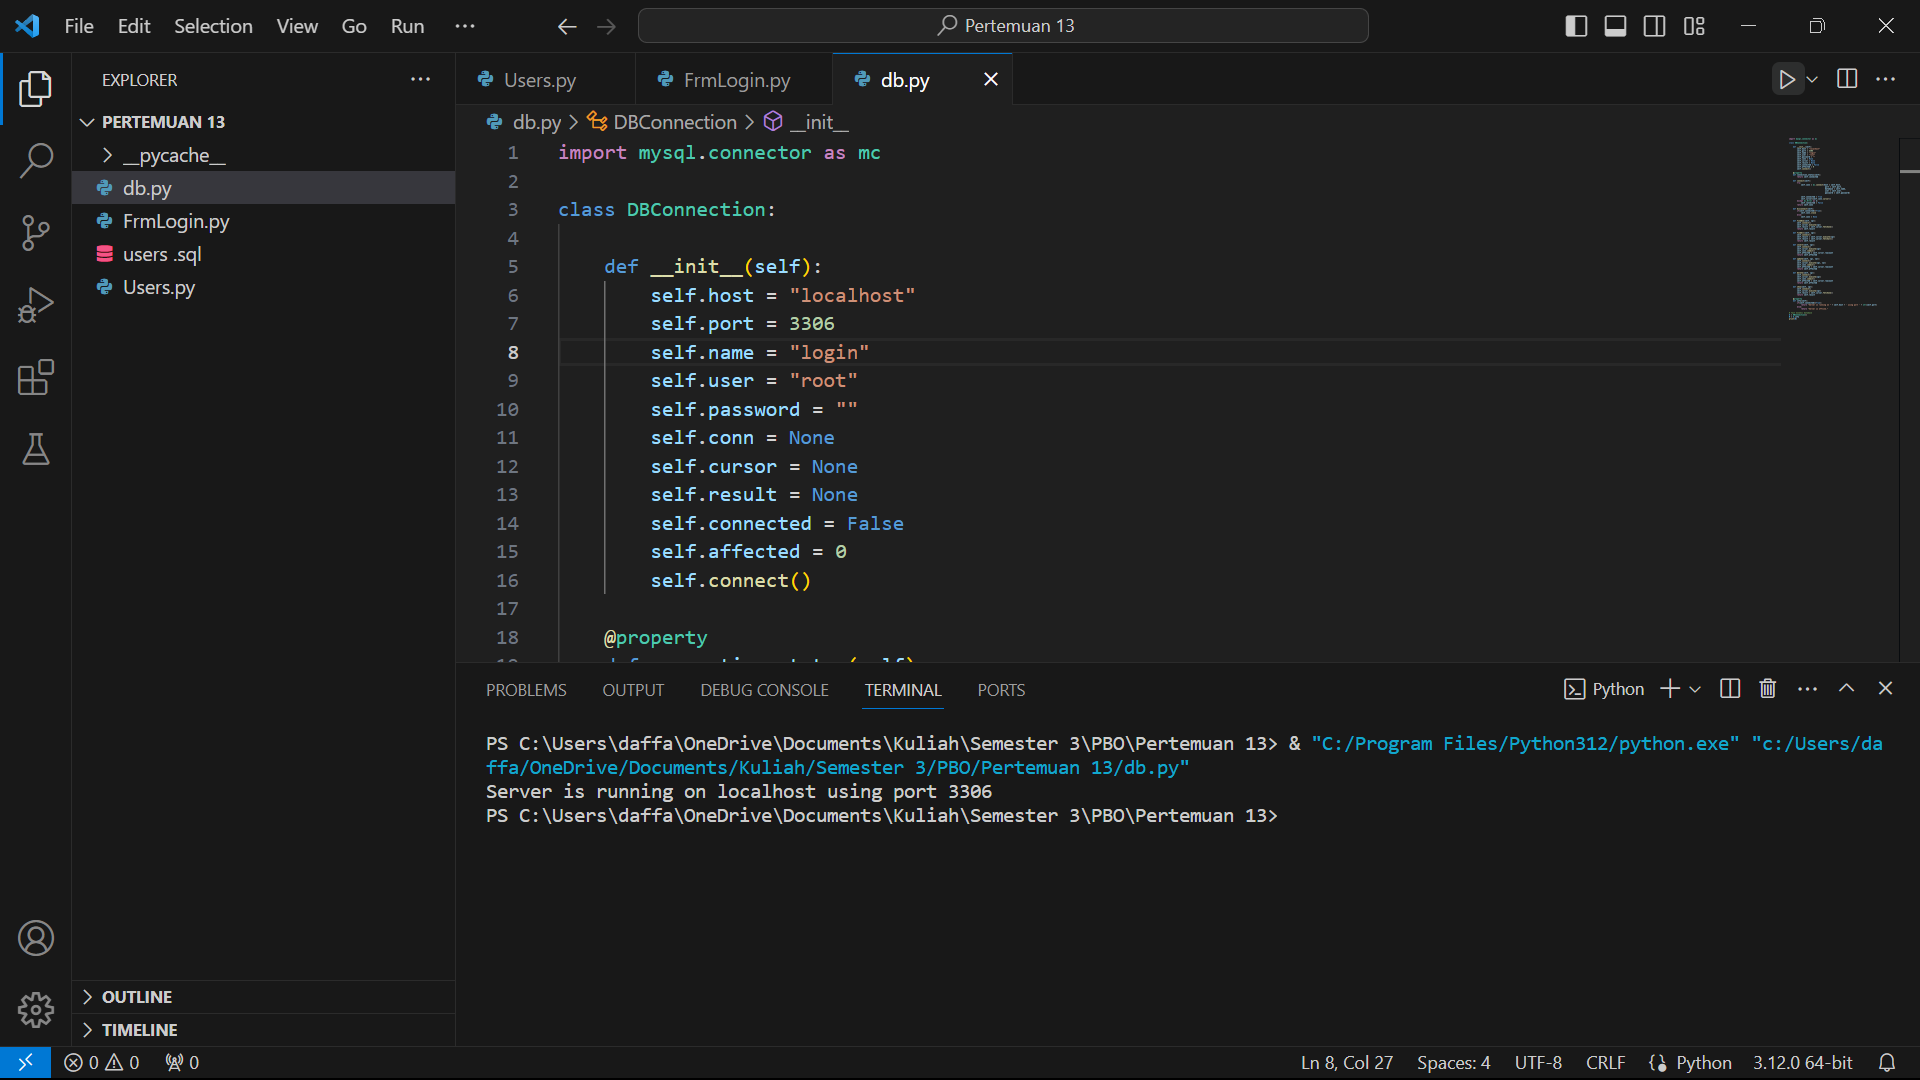 File Edit Selection View Go Run
Pertemuan 13
EXPLORER
PERTEMUAN 13
__pycache__
db.py
FrmLogin.py
users .sql
Users.py
OUTLINE
TIMELINE
Users.py FrmLogin.py db.py
db.py > DBConnection > __init__
1 import mysql.connector as mc
2
3 class DBConnection:
4
5 def __init__(self):
6 self.host = "localhost"
7 self.port = 3306
8 self.name = "login"
9 self.user = "root"
10 self.password = ""
11 self.conn = None
12 self.cursor = None
13 self.result = None
14 self.connected = False
15 self.affected = 0
16 self.connect()
17
18 @property
PROBLEMS OUTPUT DEBUG CONSOLE TERMINAL PORTS
Python
PS C:\Users\daffa\OneDrive\Documents\Kuliah\Semester 3\PBO\Pertemuan 13> & "C:/Program Files/Python312/python.exe" "c:/Users/da
ffa/OneDrive/Documents/Kuliah/Semester 3/PBO/Pertemuan 13/db.py"
Server is running on localhost using port 3306
PS C:\Users\daffa\OneDrive\Documents\Kuliah\Semester 3\PBO\Pertemuan 13>
0 0 0
Ln 8, Col 27 Spaces: 4 UTF-8 CRLF Python 3.12.0 64-bit